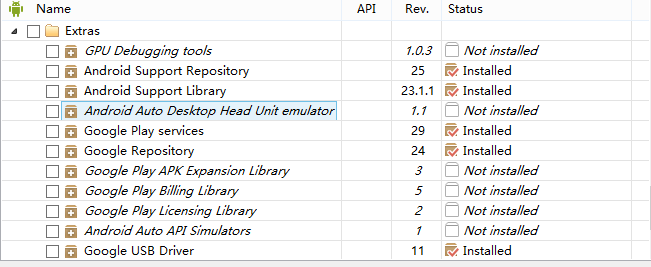 Name API Rev. Status
Extras
GPU Debugging tools 1.0.3 Not installed
Android Support Repository 25 Installed
Android Support Library 23.1.1 Installed
Android Auto Desktop Head Unit emulator 1.1 Not installed
Google Play services 29 Installed
Google Repository 24 Installed
Google Play APK Expansion Library 3 Not installed
Google Play Billing Library 5 Not installed
Google Play Licensing Library 2 Not installed
Android Auto API Simulators 1 Not installed
Google USB Driver 11 Installed